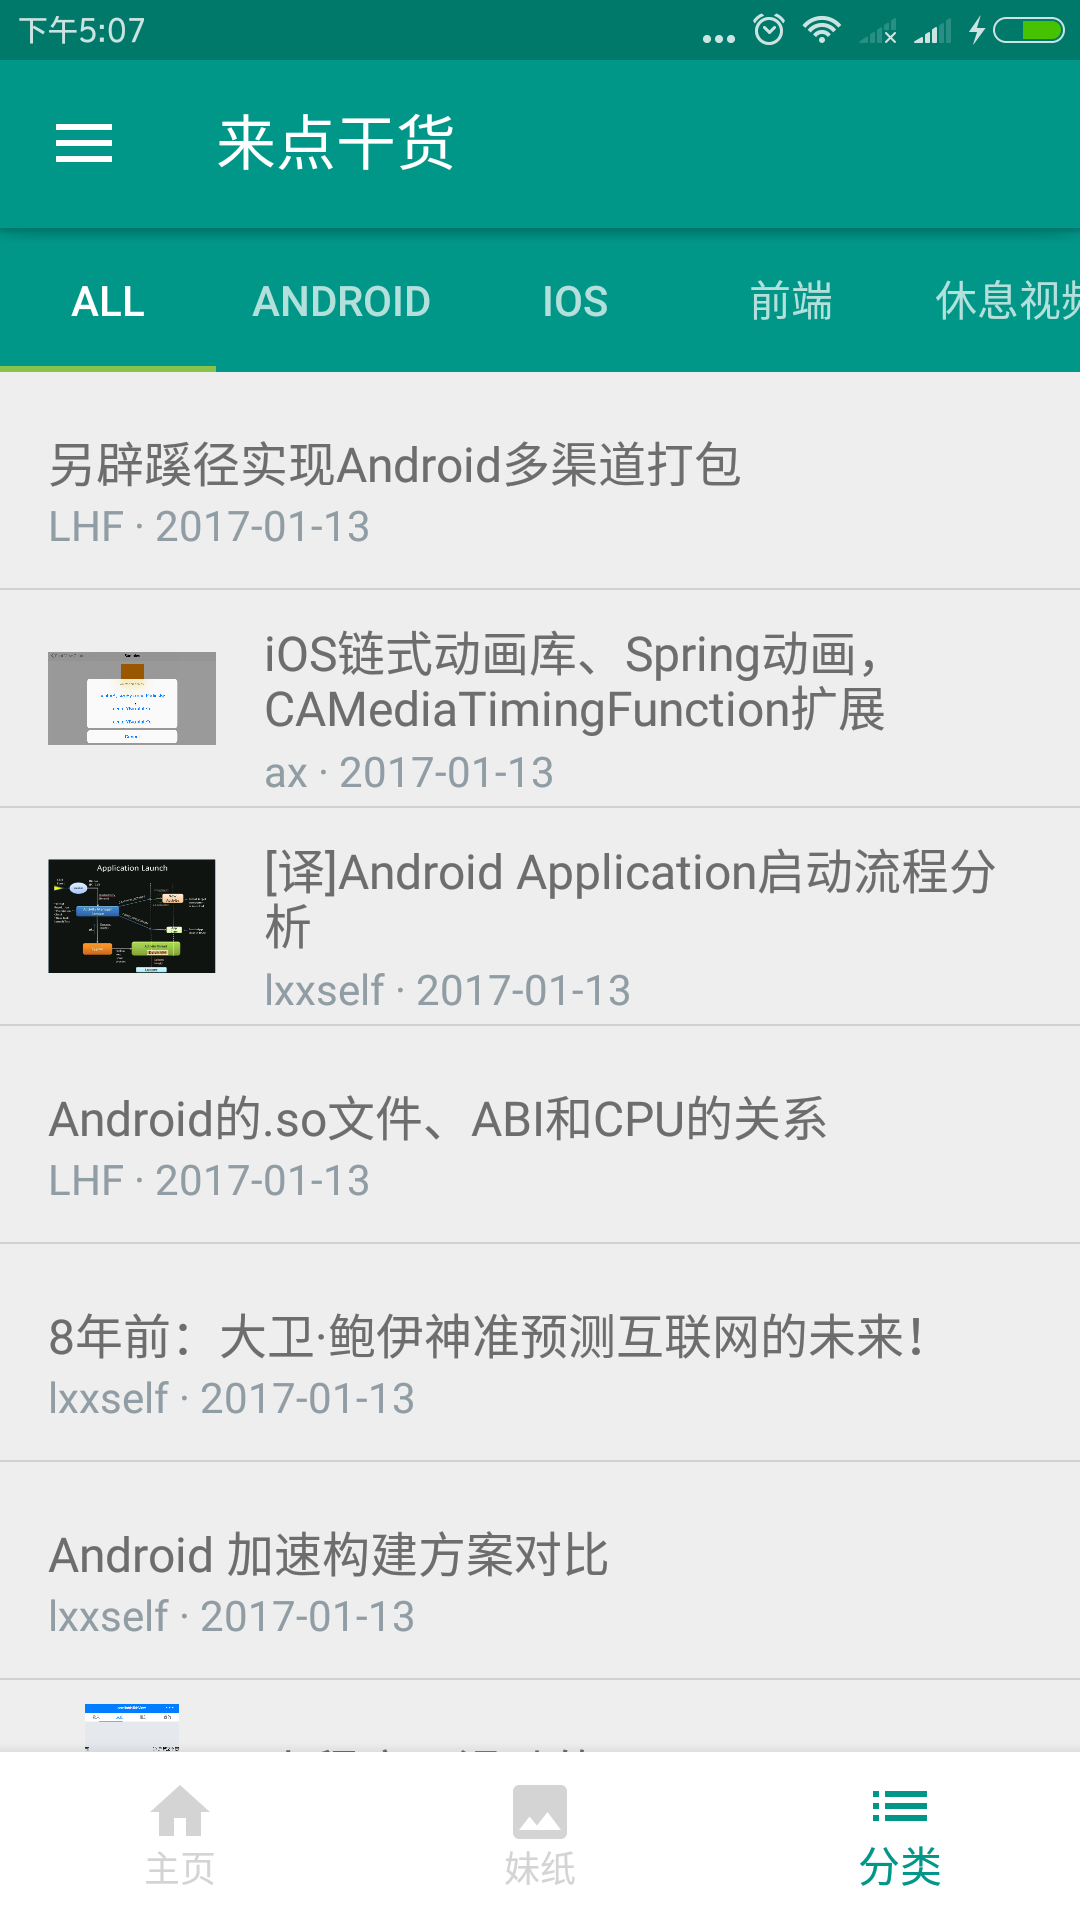 下午5:07
来点干货
ALL ANDROID IOS 前端 休息视频
另辟蹊径实现Android多渠道打包
LHF · 2017-01-13
iOS链式动画库、Spring动画，
CAMediaTimingFunction扩展
ax · 2017-01-13
Application Launch
[译]Android Application启动流程分
析
lxxself · 2017-01-13
Android的.so文件、ABI和CPU的关系
LHF · 2017-01-13
8年前：大卫·鲍伊神准预测互联网的未来！
lxxself · 2017-01-13
Android 加速构建方案对比
lxxself · 2017-01-13
主页 妹纸 分类